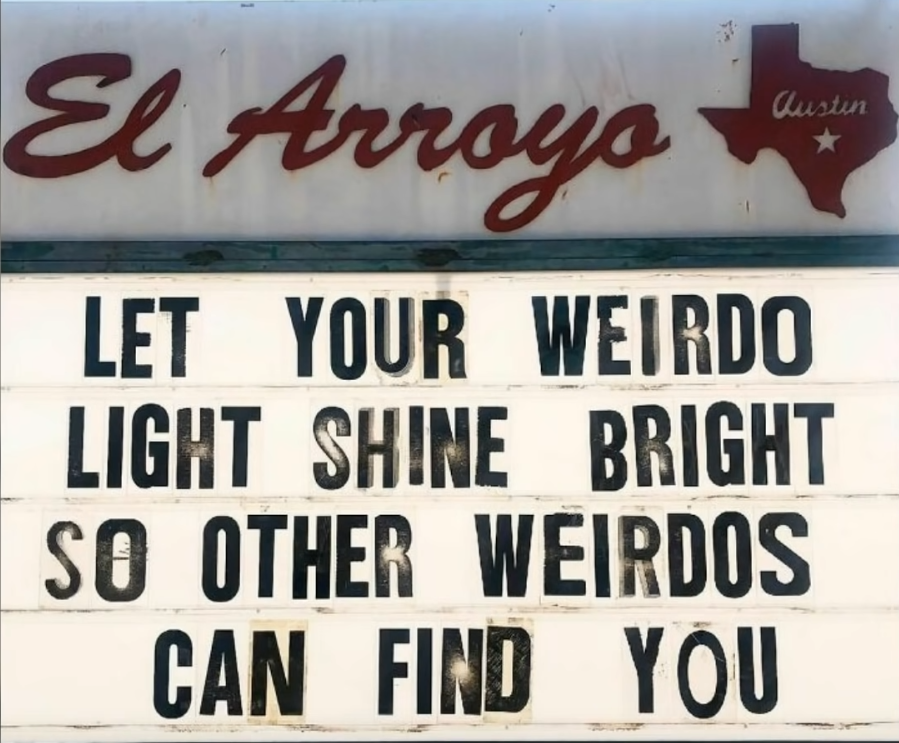 El Arroyo
Austin
LET YOUR WEIRDO
LIGHT SHINE BRIGHT
SO OTHER WEIRDOS
CAN FIND YOU